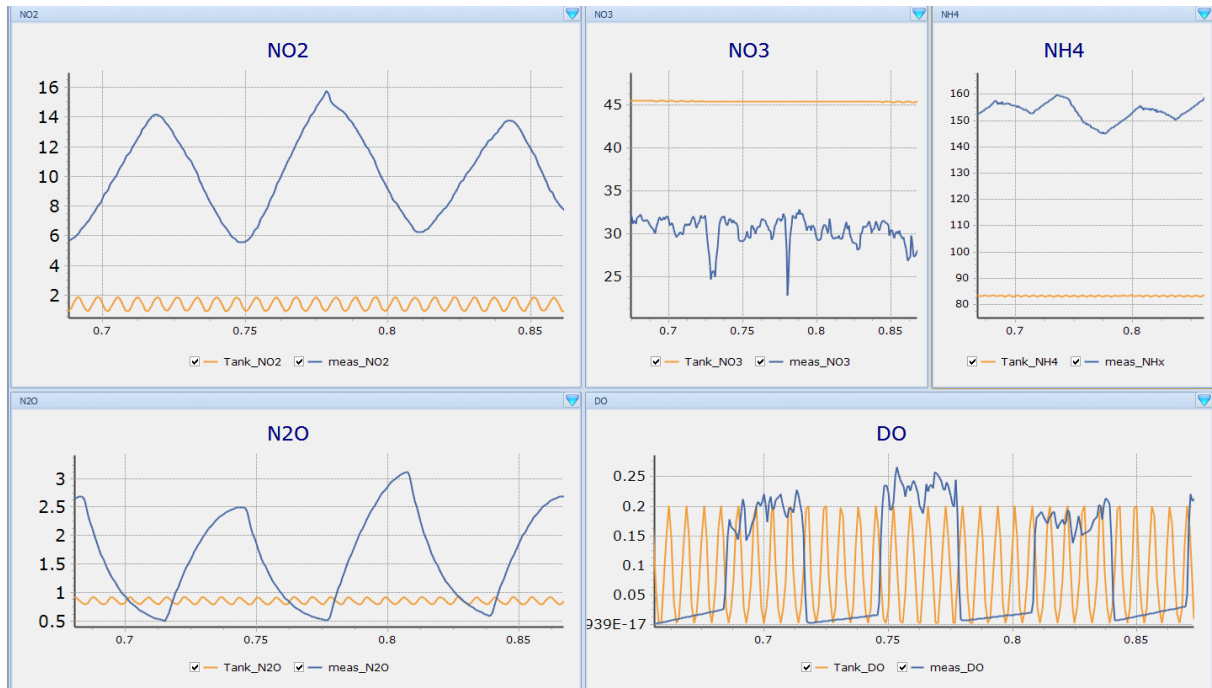 NO2
NO2
16
14
12
10
8
6
4
2
0.7 0.75 0.8 0.85
Tank_NO2 meas_NO2
NO3
NO3
45
40
35
30
25
0.7 0.75 0.8 0.85
Tank_NO3 meas_NO3
NH4
NH4
160
150
140
130
120
110
100
90
80
0.7 0.8
Tank_NH4 meas_NHx
N2O
N2O
3
2.5
2
1.5
1
0.5
0.7 0.75 0.8 0.85
Tank_N2O meas_N2O
DO
DO
0.25
0.2
0.15
0.1
0.05
939E-17
0.7 0.75 0.8 0.85
Tank_DO meas_DO